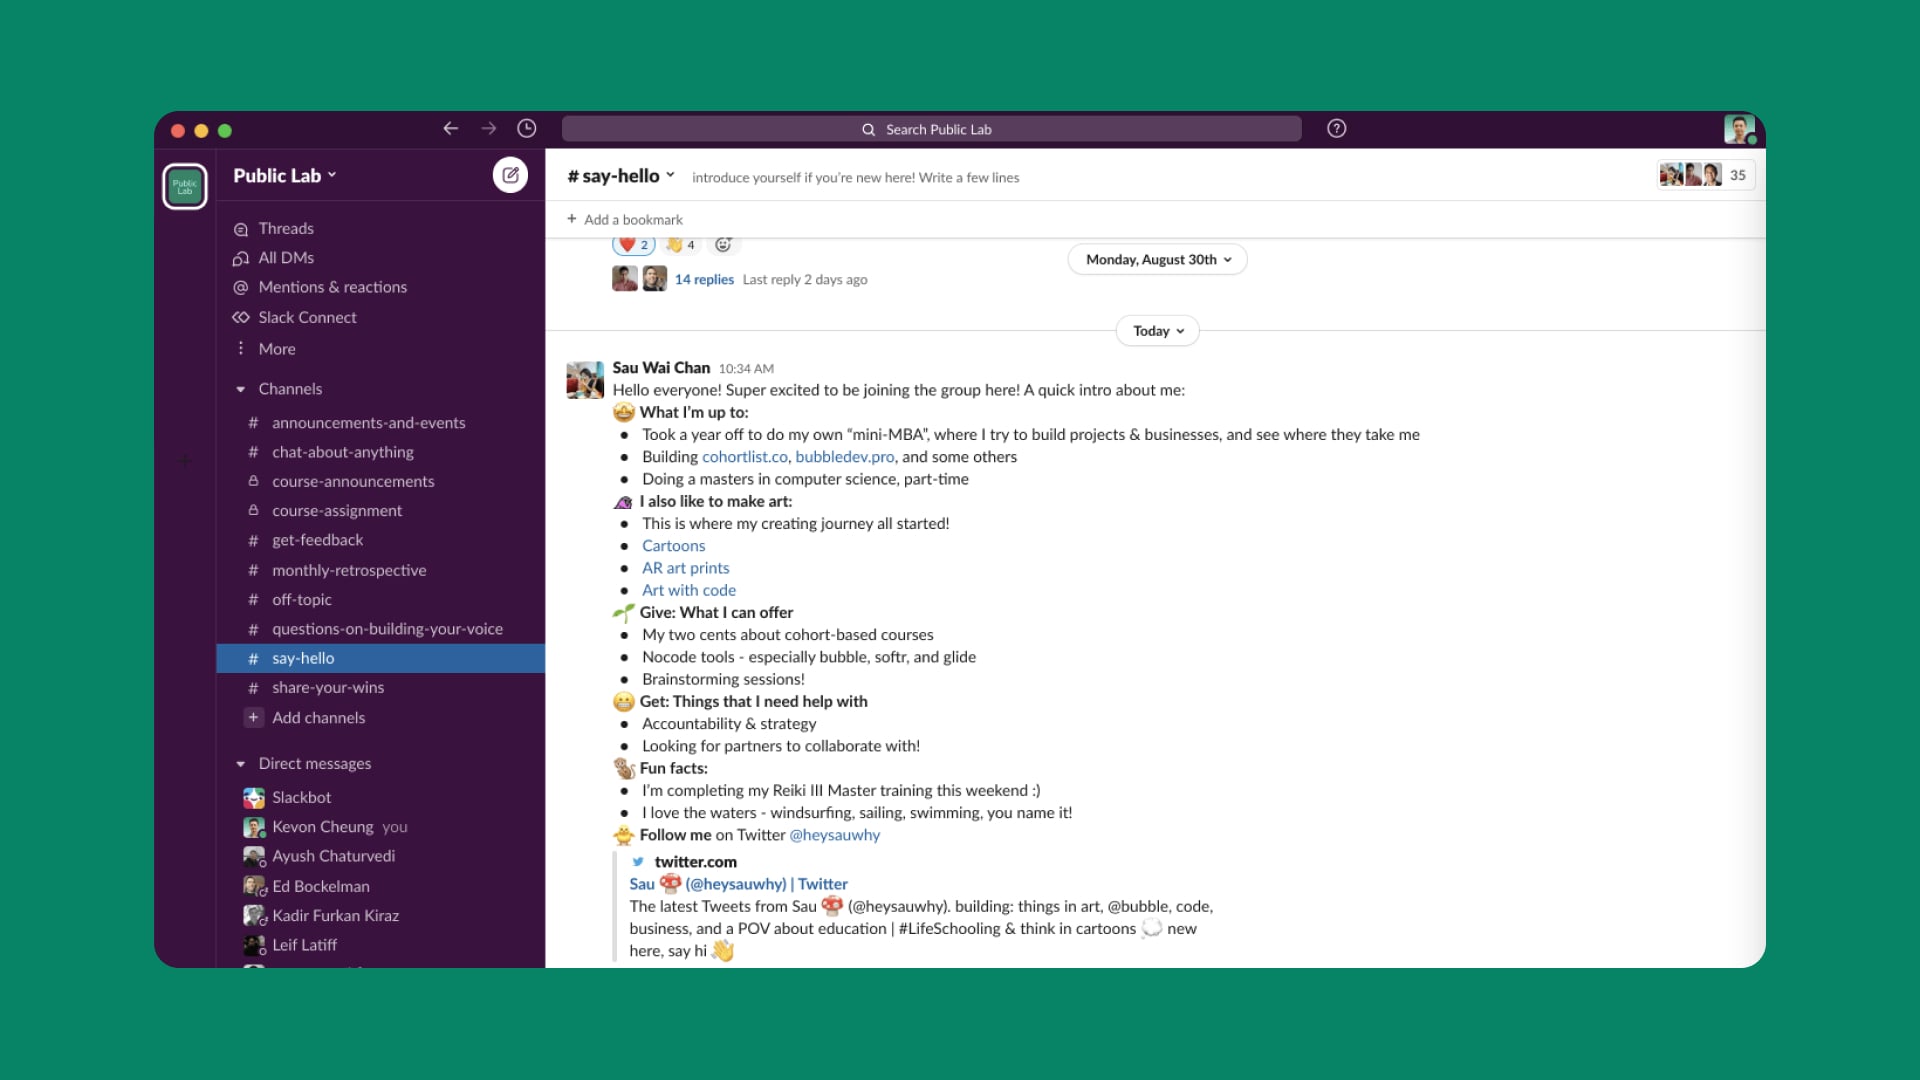 Search Public Lab
Public Lab
Public Lab
Threads
All DMs
Mentions & reactions
Slack Connect
More
Channels
# announcements-and-events
# chat-about-anything
course-announcements
course-assignment
# get-feedback
# monthly-retrospective
# off-topic
# questions-on-building-your-voice
# say-hello
# share-your-wins
+ Add channels
Direct messages
Slackbot
Kevon Cheung you
Ayush Chaturvedi
Ed Bockelman
Kadir Furkan Kiraz
Leif Latiff
# say-hello introduce yourself if you're new here! Write a few lines
35
+ Add a bookmark
2 4
Monday, August 30th
14 replies Last reply 2 days ago
Today
Sau Wai Chan 10:34 AM
Hello everyone! Super excited to be joining the group here! A quick intro about me:
🤩 What I'm up to:
• Took a year off to do my own “mini-MBA”, where I try to build projects & businesses, and see where they take me
• Building cohortlist.co, bubbledev.pro, and some others
• Doing a masters in computer science, part-time
I also like to make art:
• This is where my creating journey all started!
• Cartoons
• AR art prints
• Art with code
🌱 Give: What I can offer
• My two cents about cohort-based courses
• Nocode tools - especially bubble, softr, and glide
• Brainstorming sessions!
😬 Get: Things that I need help with
• Accountability & strategy
• Looking for partners to collaborate with!
🐒 Fun facts:
• I'm completing my Reiki III Master training this weekend :)
• I love the waters - windsurfing, sailing, swimming, you name it!
🐥 Follow me on Twitter @heysauwhy
twitter.com
Sau 🍄 (@heysauwhy) | Twitter
The latest Tweets from Sau 🍄 (@heysauwhy). building: things in art, @bubble, code,
business, and a POV about education | #LifeSchooling & think in cartoons 💭 new
here, say hi 👋